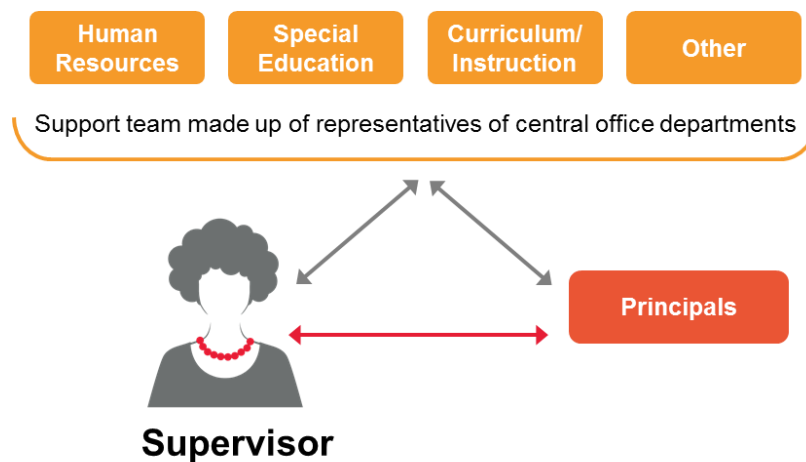 Human
Resources
Special
Education
Curriculum/
Instruction
Other
Support team made up of representatives of central office departments
Principals
Supervisor